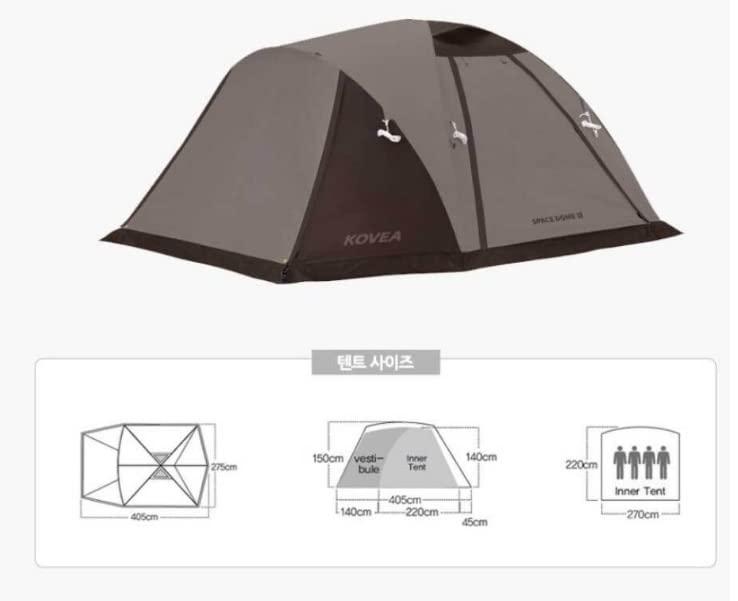 KOVEA
SPACE DOME II
텐트 사이즈
275cm
405cm
150cm
vesti-
bule
Inner
Tent
140cm
405cm
140cm
220cm
45cm
220cm
Inner Tent
270cm